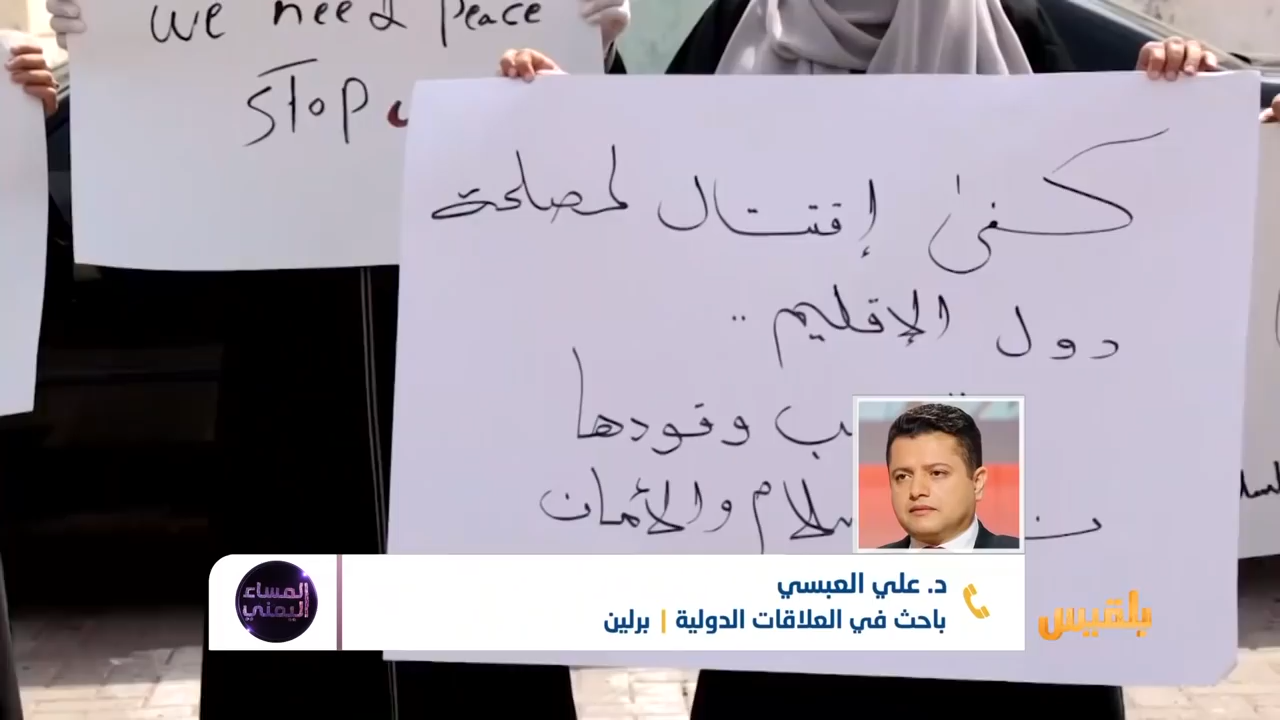 we need Peace
Stop
كفىٰ إقتتال لمصلحة
دول الإقليم ..
وقودها
والأمان
د. علي العبسي
باحث في العلاقات الدولية | برلين
المساء
اليمني
بلقيس